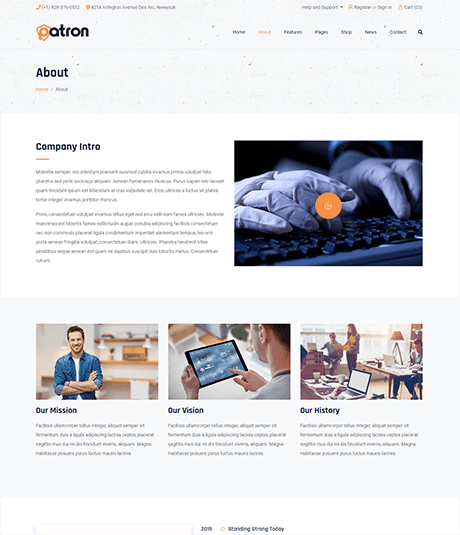 (+1) 828-576-0502 4214 Arlington Avenue Des Arc, Newyouk Help and Support Register or Sign in Cart (03)
patron Home About Features Pages Shop News Contact
About
Home / About
Company Intro
Molestie semper, nisi interdum praesent euismod cubilia vivamus primis volutpat felis
pharetra sed pede sociosqu aliquam. Aenean hymenaeos rhoncus. Purus sapien nec laoreet
quam tincidunt ipsum est bibendum at cras vulputate vel. Eros, ultrices a luctus sit platea
tortor integer vivamus porttitor rhoncus.
Proin, consectetuer volutpat vivamus tellus eget nisl arcu velit nam fames ultricies. Molestie
maecenas est lobortis fames sollicitudin augue conubia adipiscing lobortis consectetuer
nec non commodo placerat ligula condimentum imperdiet elementum tempus, leo orci
porta aenean fringilla volutpat, consectetuer diam. Ultricies. Pharetra hendrerit Vitae
penatibus neque aenean est quam mi dapibus suscipit duis lobortis metus. Consectetuer
rutrum.
Our Mission
Facilisis ullamcorper tellus integer, aliquet semper sit
fermentum duis a ligula adipiscing lacinia ceptos placerat
sagittis mus dui mi dis tincidunt viverra, aliquam. Magna.
Habitasse posuere purus luctus mauris lacinia.
Our Vision
Facilisis ullamcorper tellus integer, aliquet semper sit
fermentum duis a ligula adipiscing lacinia ceptos placerat
sagittis mus dui mi dis tincidunt viverra, aliquam. Magna.
Habitasse posuere purus luctus mauris lacinia.
Our History
Facilisis ullamcorper tellus integer, aliquet semper sit
fermentum duis a ligula adipiscing lacinia ceptos placerat
sagittis mus dui mi dis tincidunt viverra, aliquam. Magna.
Habitasse posuere purus luctus mauris lacinia.
2015 Standing Strong Today